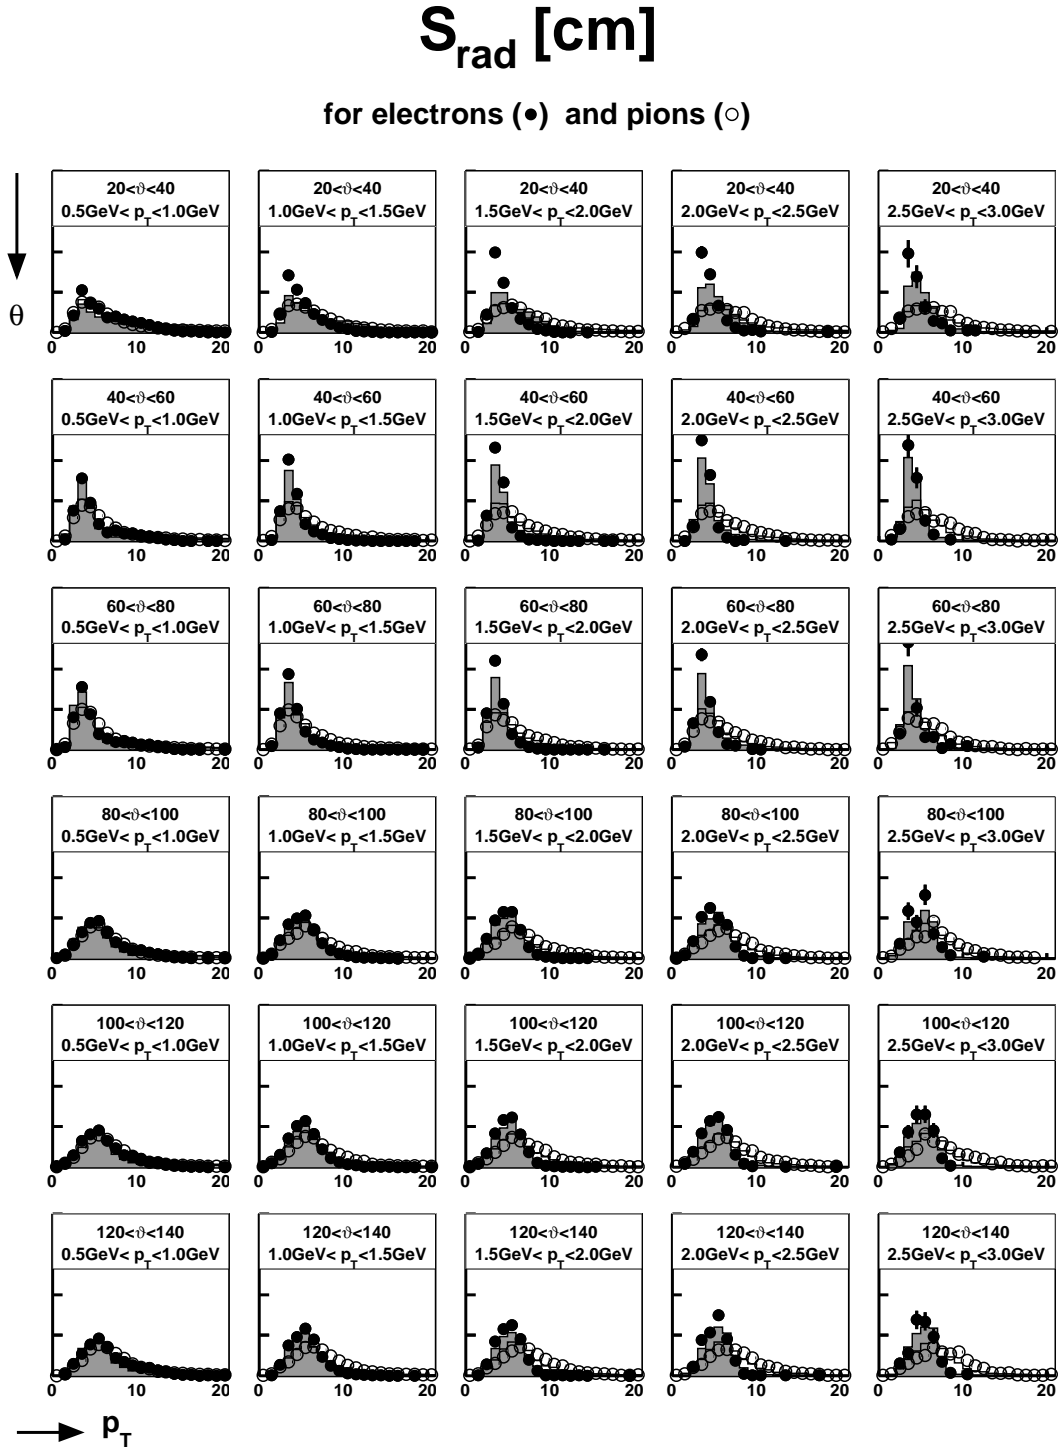 S_rad [cm]
for electrons (●) and pions (○)
20<ϑ<40 20<ϑ<40 20<ϑ<40 20<ϑ<40 20<ϑ<40
0.5GeV< p_T<1.0GeV 1.0GeV< p_T<1.5GeV 1.5GeV< p_T<2.0GeV 2.0GeV< p_T<2.5GeV 2.5GeV< p_T<3.0GeV
θ
0 10 20 0 10 20 0 10 20 0 10 20 0 10 20
40<ϑ<60 40<ϑ<60 40<ϑ<60 40<ϑ<60 40<ϑ<60
0.5GeV< p_T<1.0GeV 1.0GeV< p_T<1.5GeV 1.5GeV< p_T<2.0GeV 2.0GeV< p_T<2.5GeV 2.5GeV< p_T<3.0GeV
0 10 20 0 10 20 0 10 20 0 10 20 0 10 20
60<ϑ<80 60<ϑ<80 60<ϑ<80 60<ϑ<80 60<ϑ<80
0.5GeV< p_T<1.0GeV 1.0GeV< p_T<1.5GeV 1.5GeV< p_T<2.0GeV 2.0GeV< p_T<2.5GeV 2.5GeV< p_T<3.0GeV
0 10 20 0 10 20 0 10 20 0 10 20 0 10 20
80<ϑ<100 80<ϑ<100 80<ϑ<100 80<ϑ<100 80<ϑ<100
0.5GeV< p_T<1.0GeV 1.0GeV< p_T<1.5GeV 1.5GeV< p_T<2.0GeV 2.0GeV< p_T<2.5GeV 2.5GeV< p_T<3.0GeV
0 10 20 0 10 20 0 10 20 0 10 20 0 10 20
100<ϑ<120 100<ϑ<120 100<ϑ<120 100<ϑ<120 100<ϑ<120
0.5GeV< p_T<1.0GeV 1.0GeV< p_T<1.5GeV 1.5GeV< p_T<2.0GeV 2.0GeV< p_T<2.5GeV 2.5GeV< p_T<3.0GeV
0 10 20 0 10 20 0 10 20 0 10 20 0 10 20
120<ϑ<140 120<ϑ<140 120<ϑ<140 120<ϑ<140 120<ϑ<140
0.5GeV< p_T<1.0GeV 1.0GeV< p_T<1.5GeV 1.5GeV< p_T<2.0GeV 2.0GeV< p_T<2.5GeV 2.5GeV< p_T<3.0GeV
0 10 20 0 10 20 0 10 20 0 10 20 0 10 20
p_T